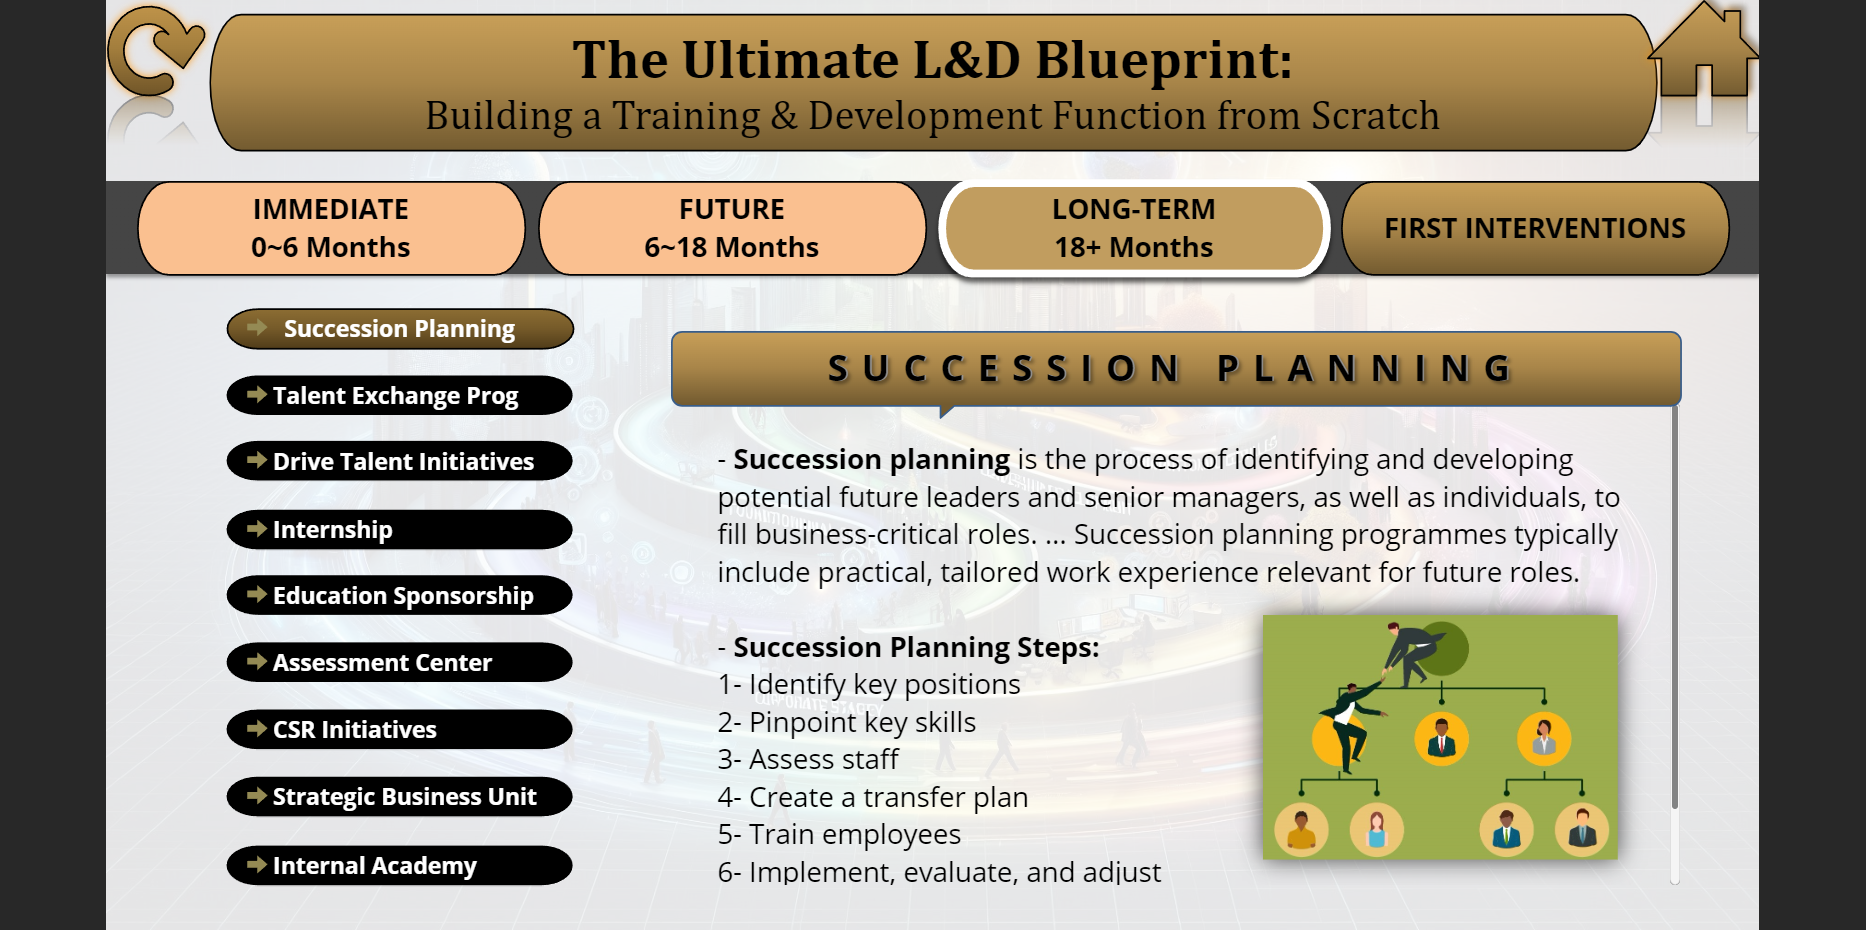 The Ultimate L&D Blueprint:
Building a Training & Development Function from Scratch
IMMEDIATE
0~6 Months
FUTURE
6~18 Months
LONG-TERM
18+ Months
FIRST INTERVENTIONS
Succession Planning
Talent Exchange Prog
Drive Talent Initiatives
Internship
Education Sponsorship
Assessment Center
CSR Initiatives
Strategic Business Unit
Internal Academy
SUCCESSION PLANNING
- Succession planning is the process of identifying and developing
potential future leaders and senior managers, as well as individuals, to
fill business-critical roles. ... Succession planning programmes typically
include practical, tailored work experience relevant for future roles.
- Succession Planning Steps:
1- Identify key positions
2- Pinpoint key skills
3- Assess staff
4- Create a transfer plan
5- Train employees
6- Implement, evaluate, and adjust